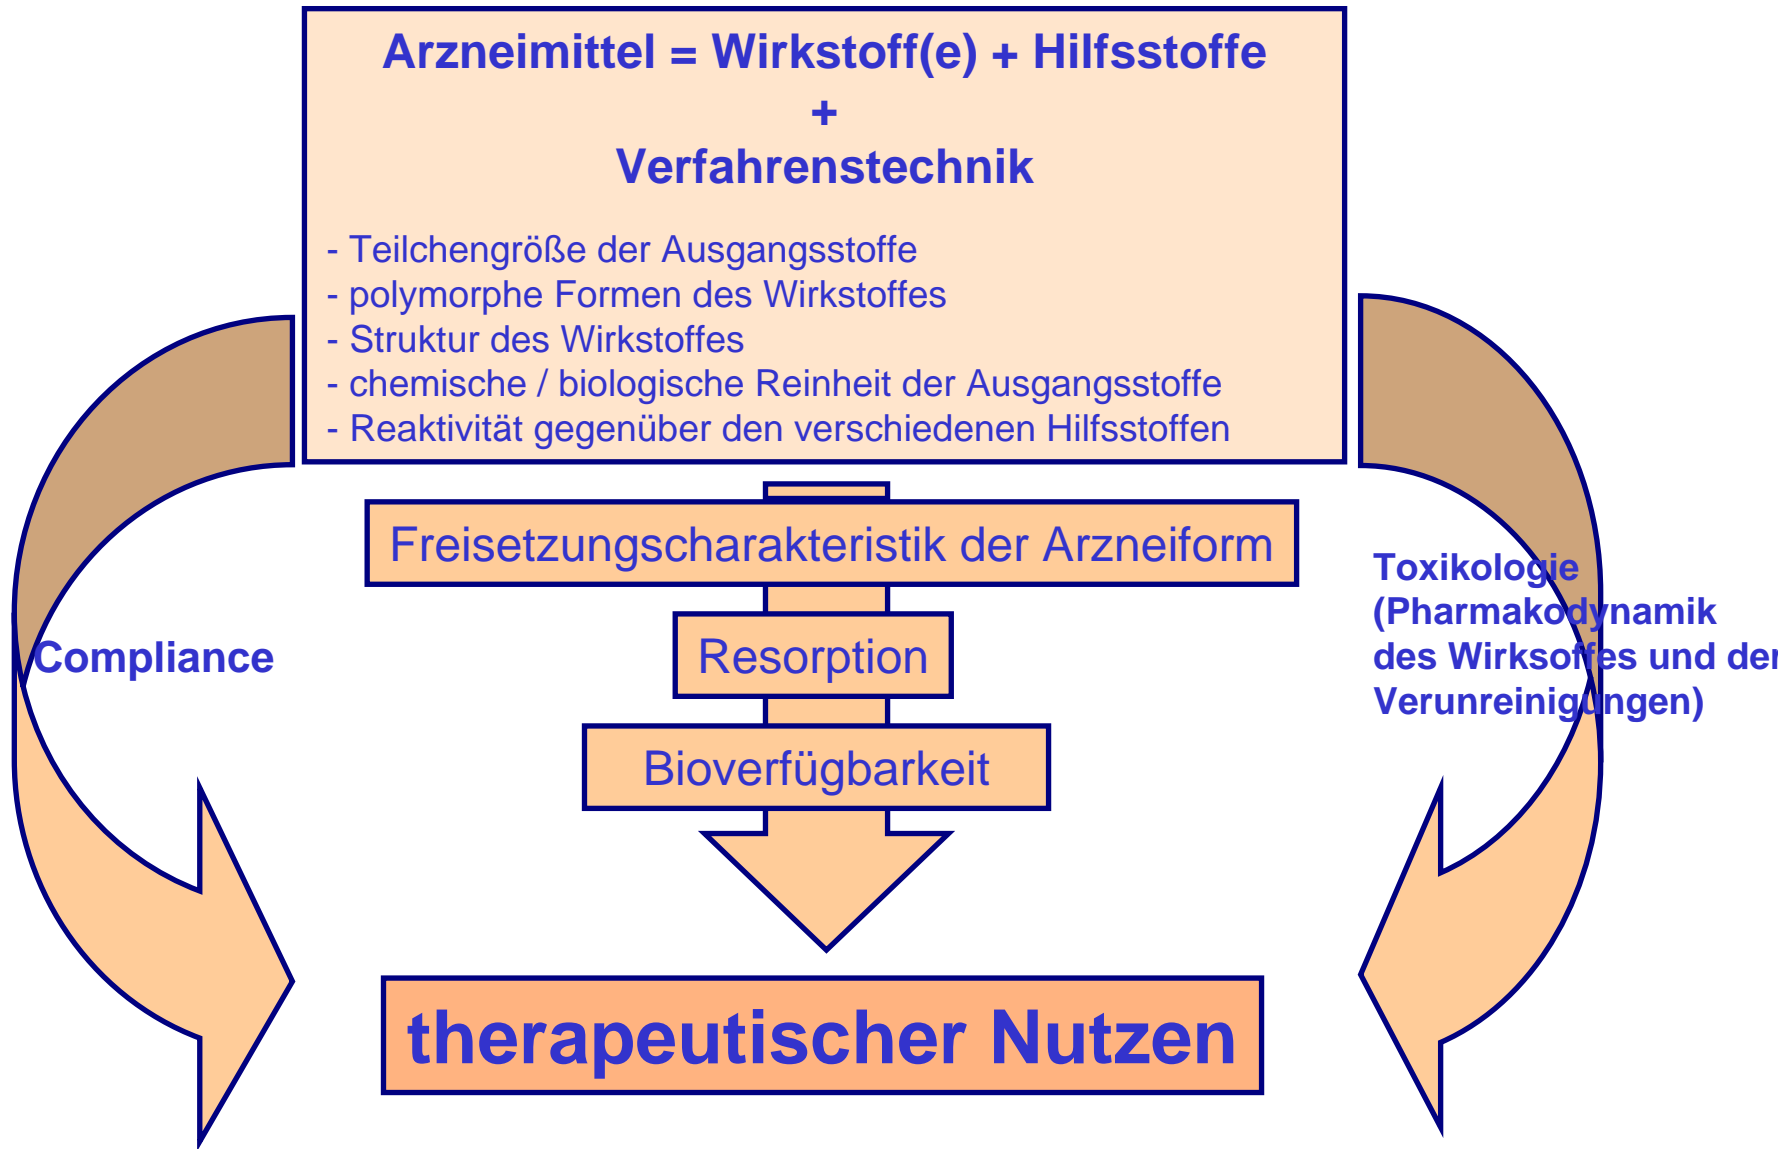 Arzneimittel = Wirkstoff(e) + Hilfsstoffe
+
Verfahrenstechnik
- Teilchengröße der Ausgangsstoffe
- polymorphe Formen des Wirkstoffes
- Struktur des Wirkstoffes
- chemische / biologische Reinheit der Ausgangsstoffe
- Reaktivität gegenüber den verschiedenen Hilfsstoffen
Freisetzungscharakteristik der Arzneiform
Resorption
Bioverfügbarkeit
Compliance
Toxikologie
(Pharmakodynamik
des Wirksoffes und der
Verunreinigungen)
therapeutischer Nutzen